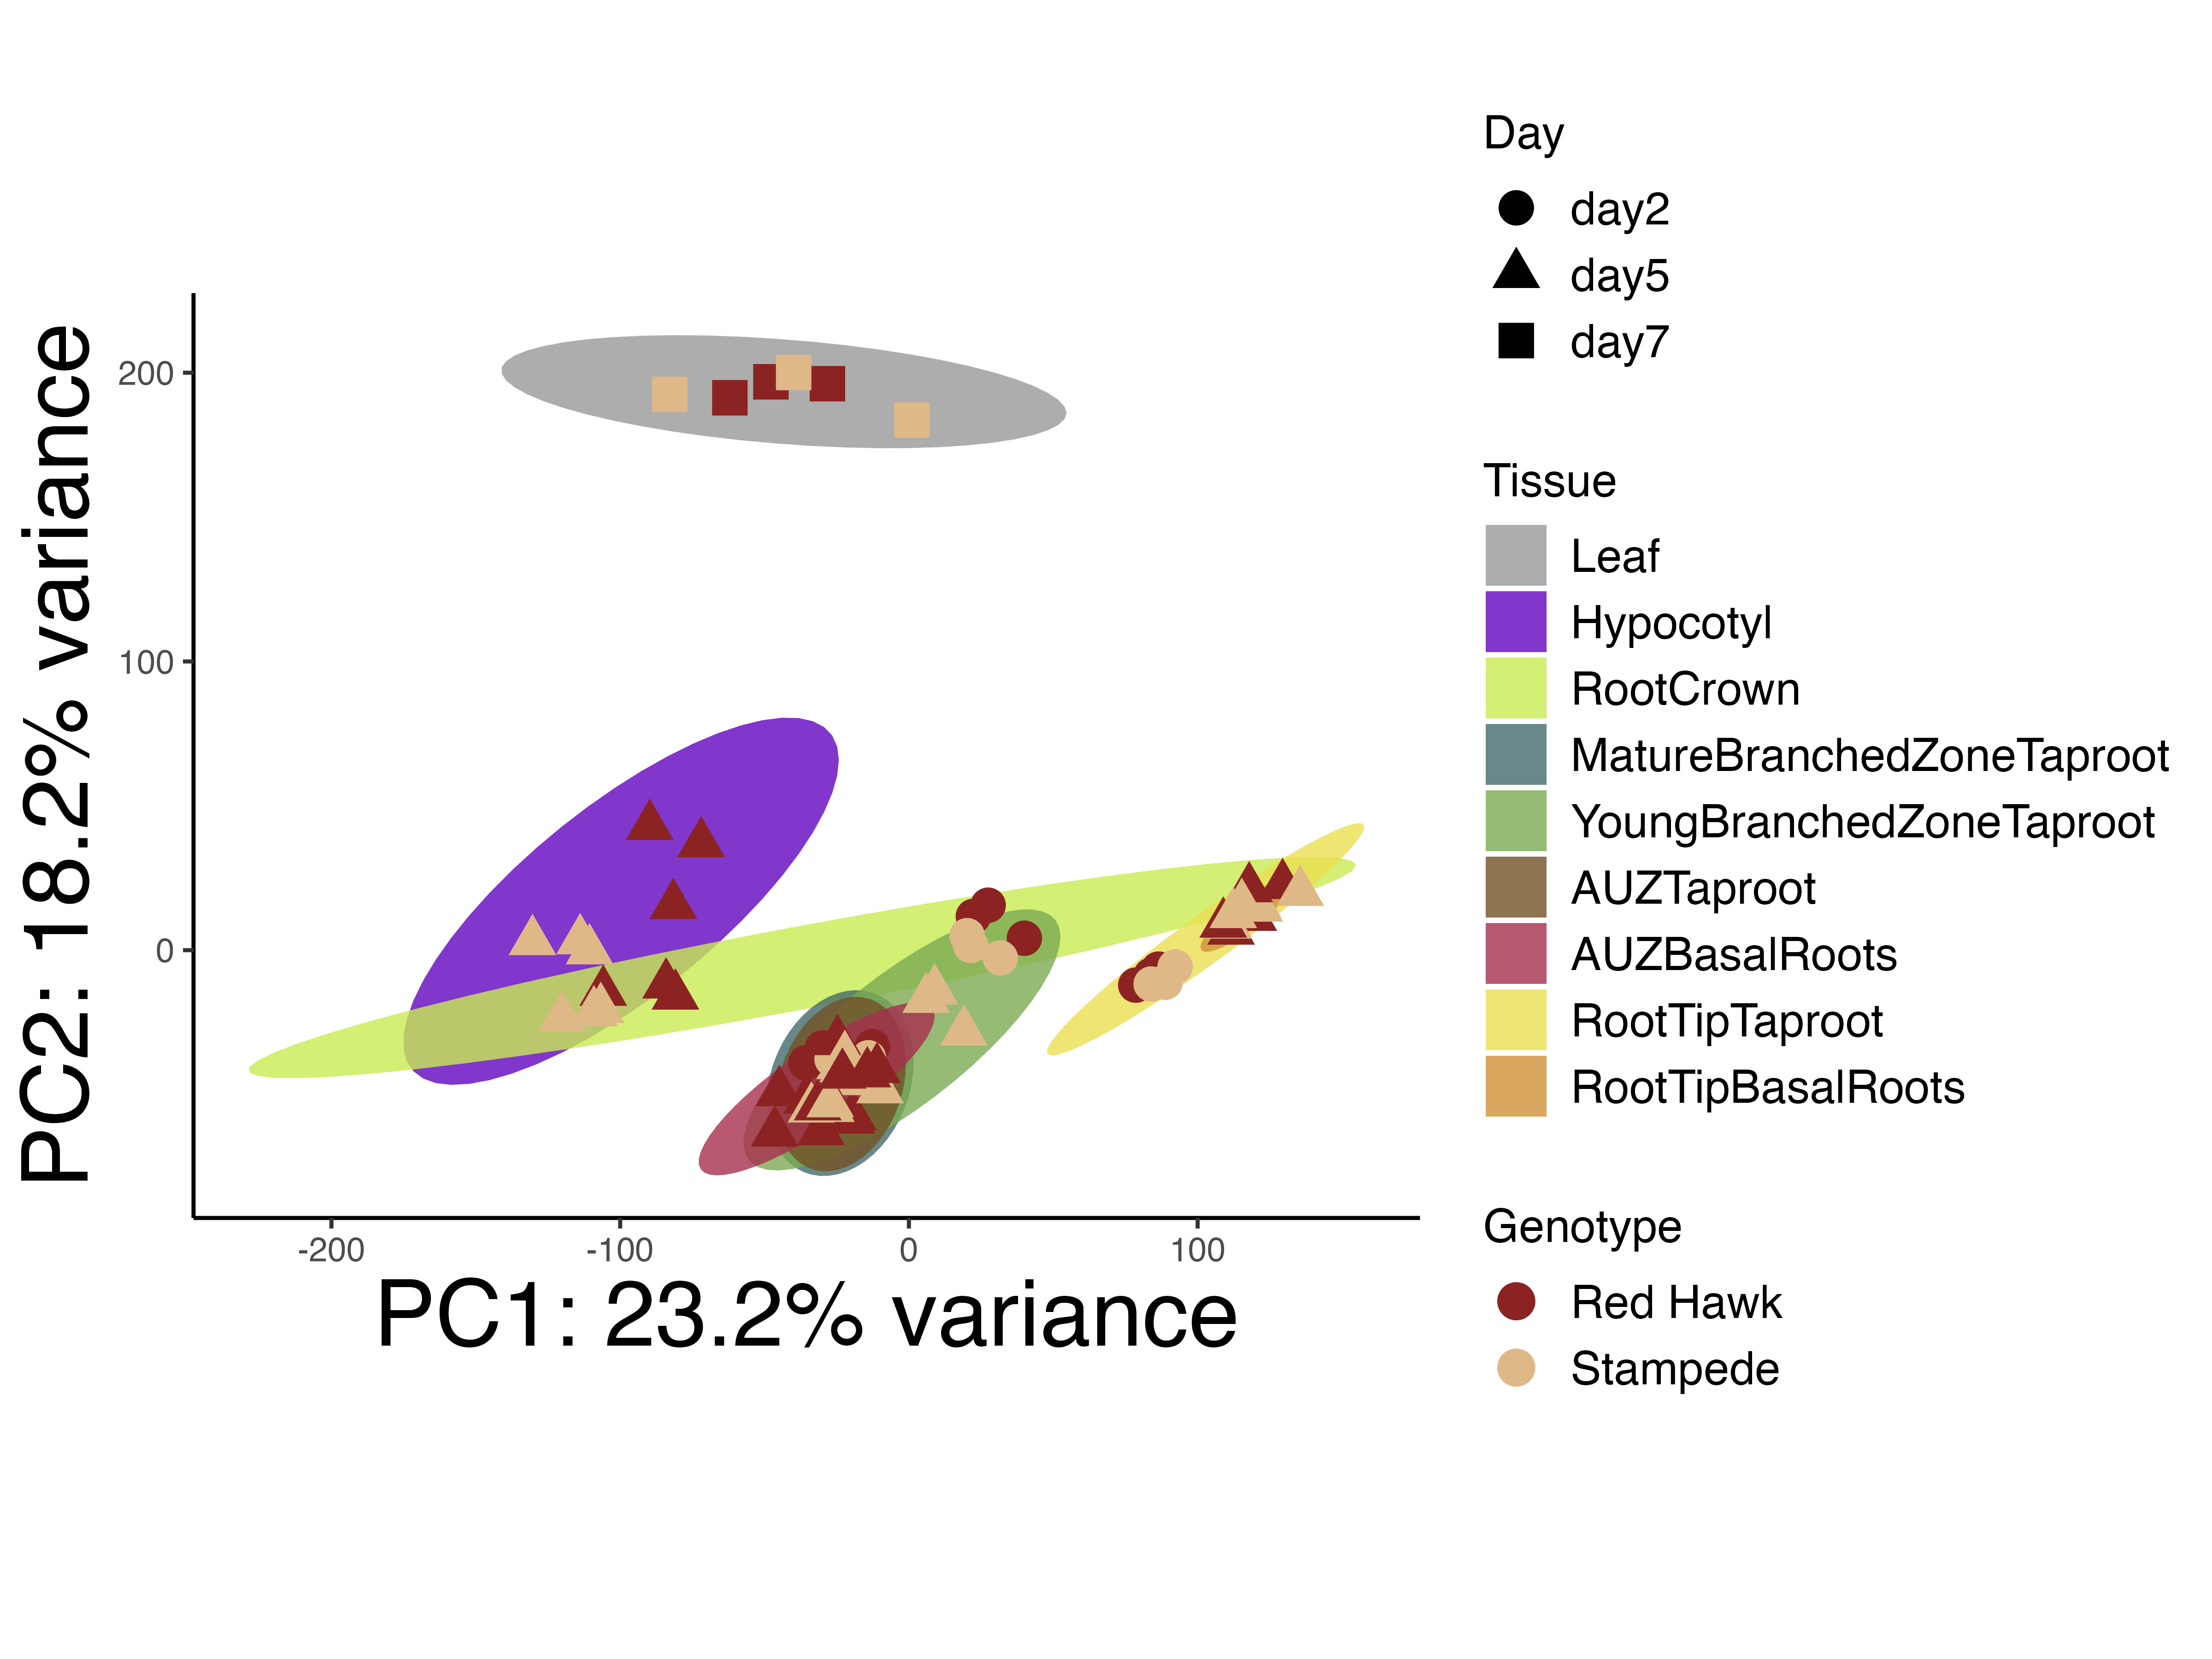 PC2: 18.2% variance
200
100
0
-200
-100
0
100
PC1: 23.2% variance
Day
day2
day5
day7
Tissue
Leaf
Hypocotyl
RootCrown
MatureBranchedZoneTaproot
YoungBranchedZoneTaproot
AUZTaproot
AUZBasalRoots
RootTipTaproot
RootTipBasalRoots
Genotype
Red Hawk
Stampede